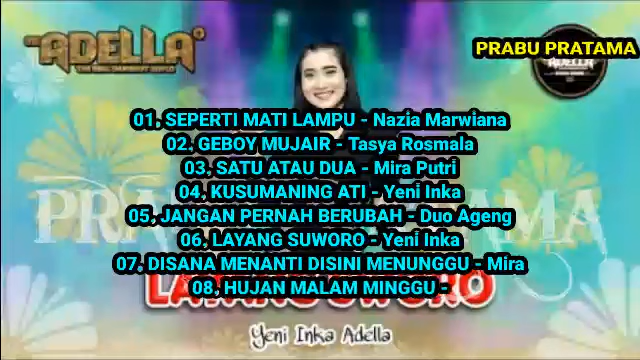 ADELLA
PRABU PRATAMA
ADELLA
01, SEPERTI MATI LAMPU - Nazia Marwiana
02, GEBOY MUJAIR - Tasya Rosmala
03, SATU ATAU DUA - Mira Putri
04, KUSUMANING ATI - Yeni Inka
05, JANGAN PERNAH BERUBAH - Duo Ageng
06, LAYANG SUWORO - Yeni Inka
07, DISANA MENANTI DISINI MENUNGGU - Mira
08, HUJAN MALAM MINGGU -
Yeni Inka Adella